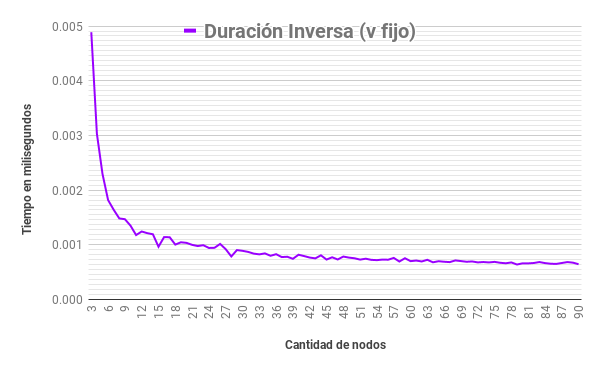 Duración Inversa (v fijo)
0.005
0.004
0.003
0.002
0.001
0.000
Tiempo en milisegundos
3 6 9 12 15 18 21 24 27 30 33 36 39 42 45 48 51 54 57 60 63 66 69 72 75 78 81 84 87 90
Cantidad de nodos